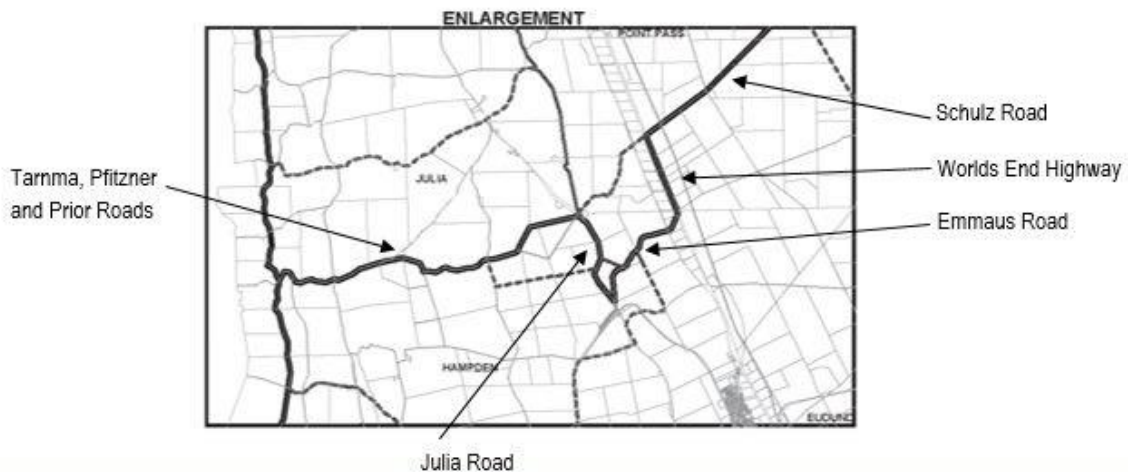 ENLARGEMENT
POINT PASS
Schulz Road
Worlds End Highway
Tarnma, Pfitzner
and Prior Roads
JULIA
Emmaus Road
HAMPDEN
EUDUND
Julia Road